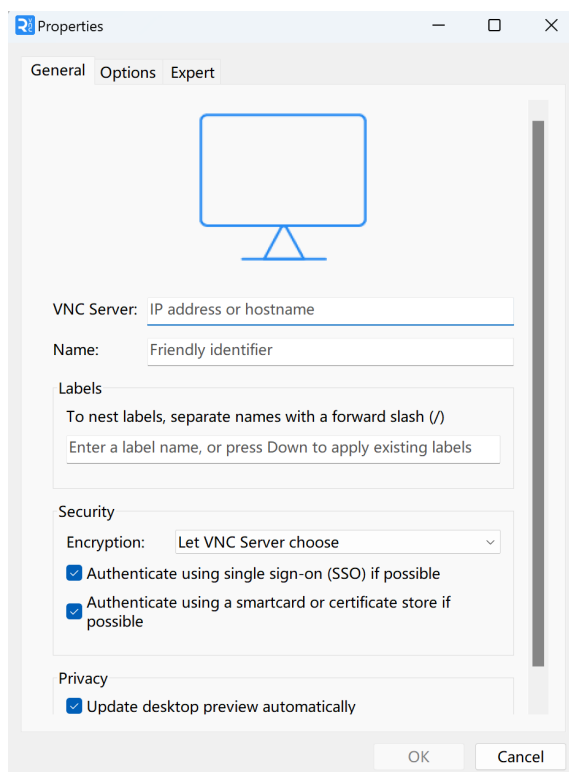 Properties
General Options Expert
VNC Server: IP address or hostname
Name: Friendly identifier
Labels
To nest labels, separate names with a forward slash (/)
Enter a label name, or press Down to apply existing labels
Security
Encryption: Let VNC Server choose
Authenticate using single sign-on (SSO) if possible
Authenticate using a smartcard or certificate store if
possible
Privacy
Update desktop preview automatically
OK Cancel